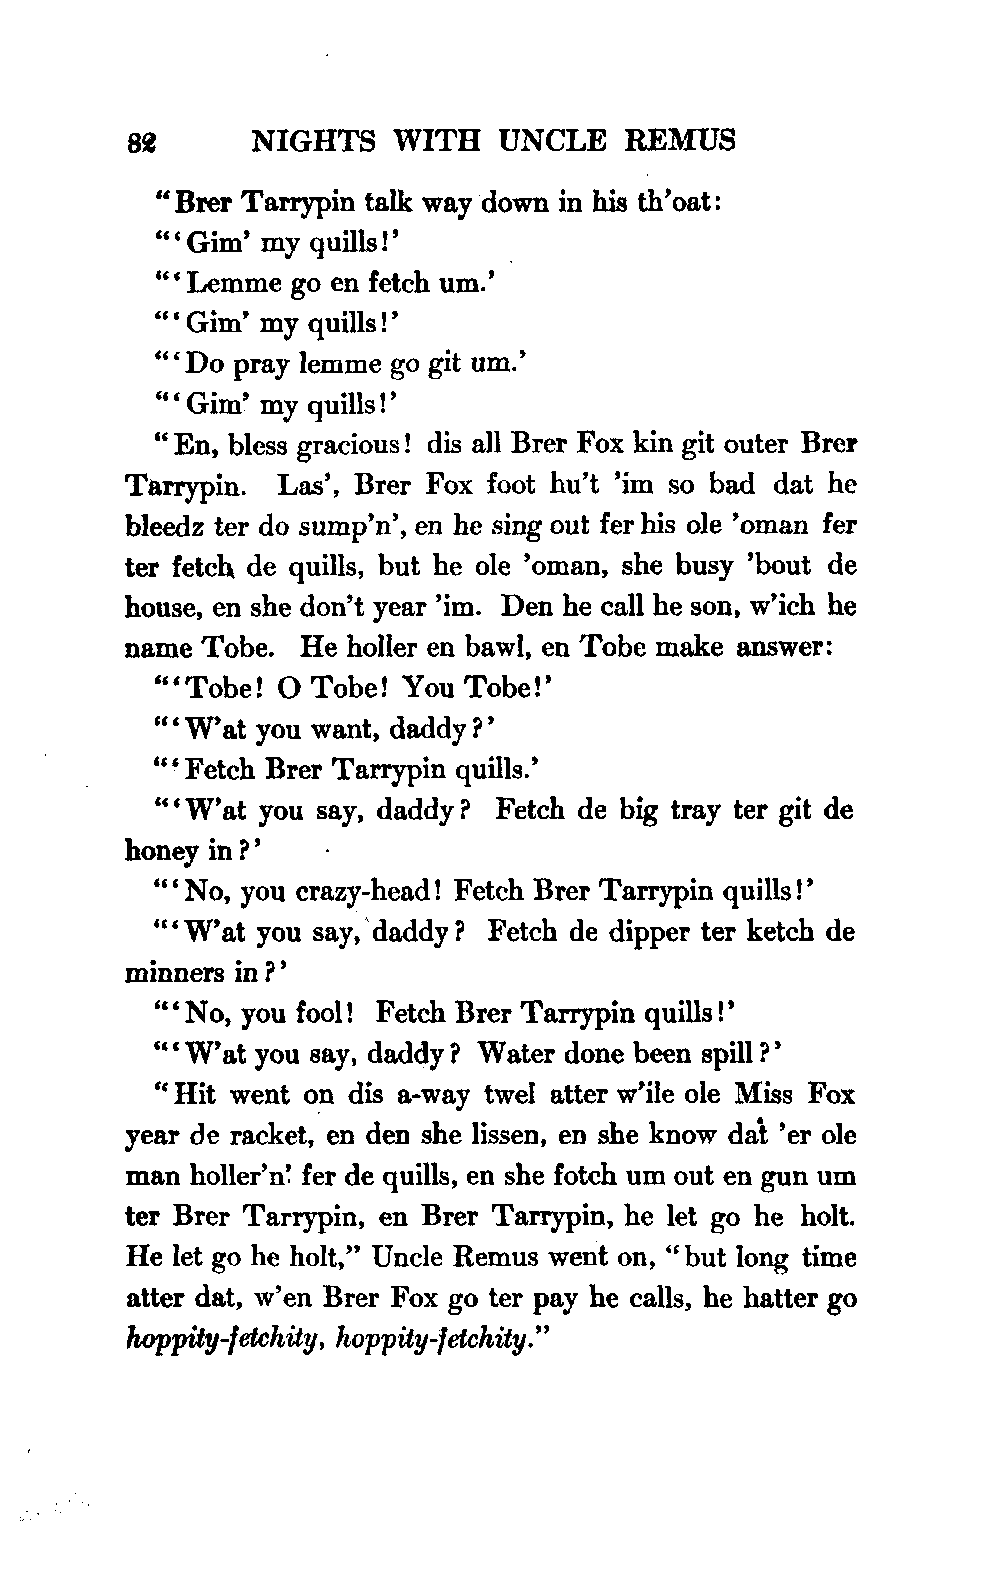 82 NIGHTS WITH UNCLE REMUS
"Brer Tarrypin talk way down in his th'oat:
"'Gim' my quills!'
"'Lemme go en fetch um.'
"'Gim' my quills!'
"'Do pray lemme go git um.'
"'Gim' my quills!'
"En, bless gracious! dis all Brer Fox kin git outer Brer
Tarrypin. Las', Brer Fox foot hu't 'im so bad dat he
bleedz ter do sump'n', en he sing out fer his ole 'oman fer
ter fetch de quills, but he ole 'oman, she busy 'bout de
house, en she don't year 'im. Den he call he son, w'ich he
name Tobe. He holler en bawl, en Tobe make answer:
"'Tobe! O Tobe! You Tobe!'
"'W'at you want, daddy?'
"'Fetch Brer Tarrypin quills.'
"'W'at you say, daddy? Fetch de big tray ter git de
honey in?'
"'No, you crazy-head! Fetch Brer Tarrypin quills!'
"'W'at you say, daddy? Fetch de dipper ter ketch de
minners in?'
"'No, you fool! Fetch Brer Tarrypin quills!'
"'W'at you say, daddy? Water done been spill?'
"Hit went on dis a-way twel atter w'ile ole Miss Fox
year de racket, en den she lissen, en she know dat 'er ole
man holler'n' fer de quills, en she fotch um out en gun um
ter Brer Tarrypin, en Brer Tarrypin, he let go he holt.
He let go he holt," Uncle Remus went on, "but long time
atter dat, w'en Brer Fox go ter pay he calls, he hatter go
hoppity-fetchity, hoppity-fetchity."